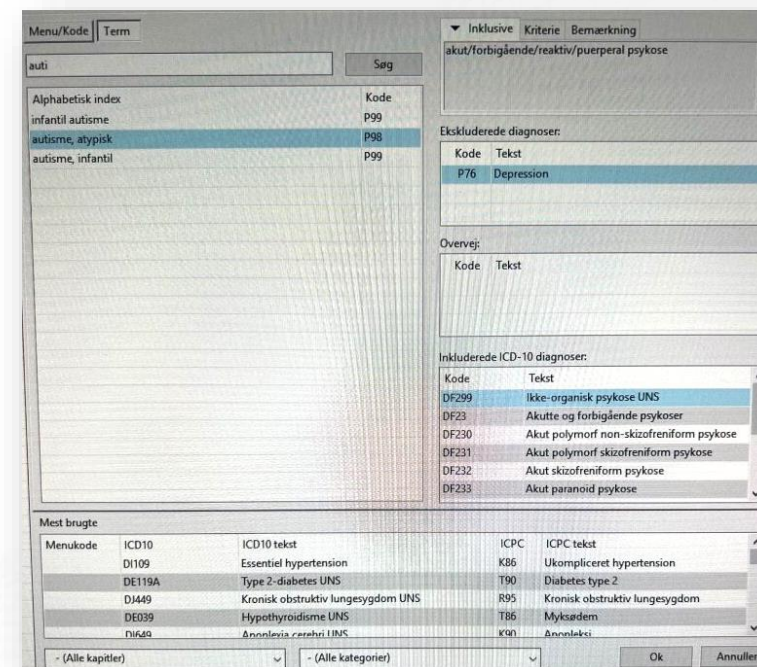 Menu/Kode Term
auti Søg
Alphabetisk index Kode
infantil autisme P99
autisme, atypisk P98
autisme, infantil P99
Inklusive Kriterie Bemærkning
akut/forbigående/reaktiv/puerperal psykose
Ekskluderede diagnoser:
Kode Tekst
P76 Depression
Overvej:
Kode Tekst
Inkluderede ICD-10 diagnoser:
Kode Tekst
DF299 Ikke-organisk psykose UNS
DF23 Akutte og forbigående psykoser
DF230 Akut polymorf non-skizofreniform psykose
DF231 Akut polymorf skizofreniform psykose
DF232 Akut skizofreniform psykose
DF233 Akut paranoid psykose
Mest brugte
Menukode ICD10 ICD10 tekst ICPC ICPC tekst
DI109 Essentiel hypertension K86 Ukompliceret hypertension
DE119A Type 2-diabetes UNS T90 Diabetes type 2
DJ449 Kronisk obstruktiv lungesygdom UNS R95 Kronisk obstruktiv lungesygdom
DE039 Hypothyroidisme UNS T86 Myksødem
DI649 Apopleksi UNS K90 Apopleksi
- (Alle kapitler) - (Alle kategorier) Ok Annuller